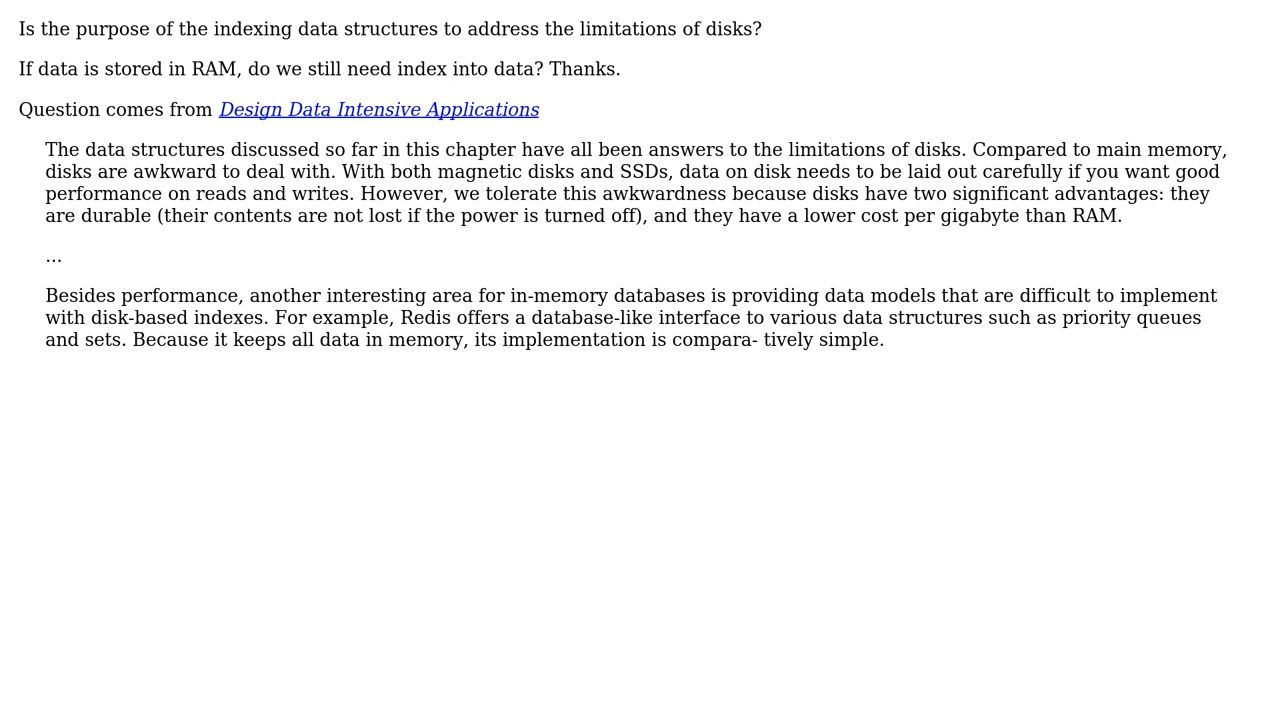 Is the purpose of the indexing data structures to address the limitations of disks?
If data is stored in RAM, do we still need index into data? Thanks.
Question comes from Design Data Intensive Applications
The data structures discussed so far in this chapter have all been answers to the limitations of disks. Compared to main memory,
disks are awkward to deal with. With both magnetic disks and SSDs, data on disk needs to be laid out carefully if you want good
performance on reads and writes. However, we tolerate this awkwardness because disks have two significant advantages: they
are durable (their contents are not lost if the power is turned off), and they have a lower cost per gigabyte than RAM.
...
Besides performance, another interesting area for in-memory databases is providing data models that are difficult to implement
with disk-based indexes. For example, Redis offers a database-like interface to various data structures such as priority queues
and sets. Because it keeps all data in memory, its implementation is compara- tively simple.